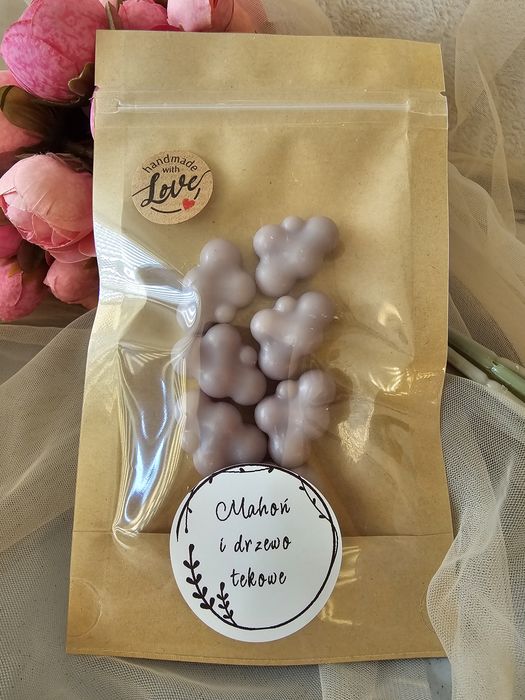 handmade
with
Love
Mahoń
i drzewo
tekowe